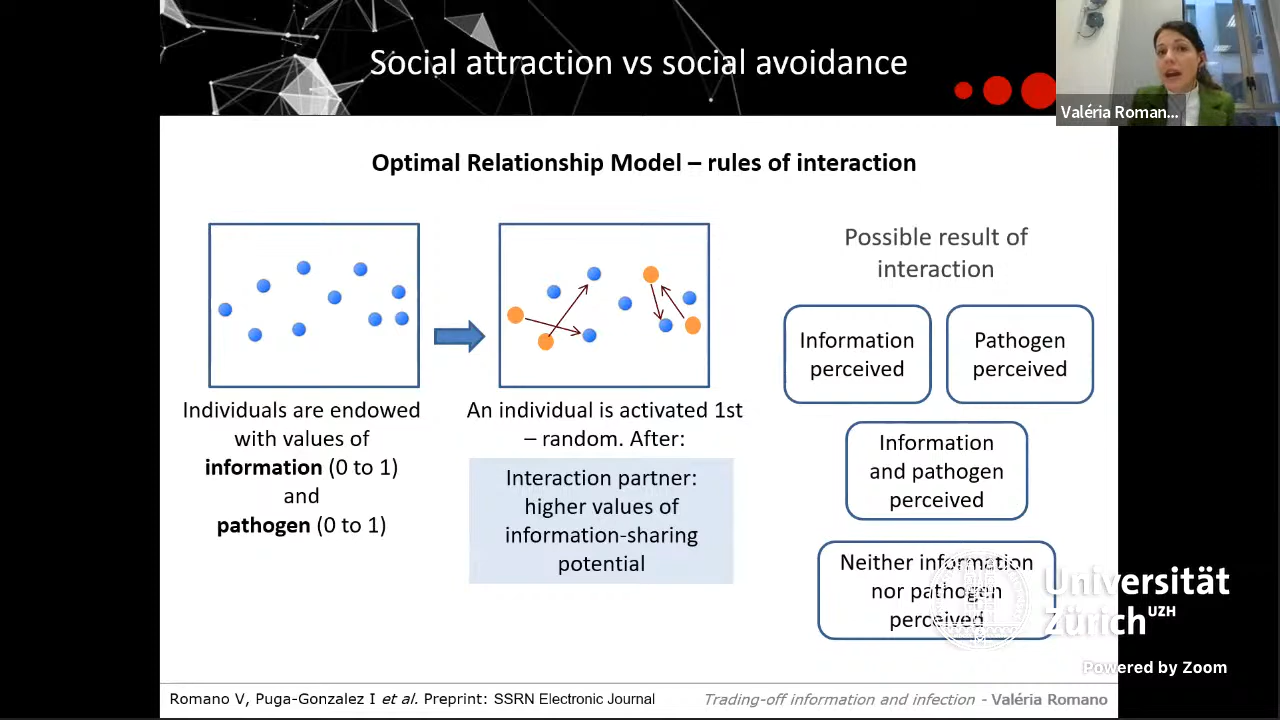 Social attraction vs social avoidance
Valéria Roman...
Optimal Relationship Model – rules of interaction
Individuals are endowed
with values of
information (0 to 1)
and
pathogen (0 to 1)
An individual is activated 1st
– random. After:
Interaction partner:
higher values of
information-sharing
potential
Possible result of
interaction
Information
perceived
Pathogen
perceived
Information
and pathogen
perceived
Neither information
nor pathogen
perceived
Universität
Zürich UZH
Powered by Zoom
Romano V, Puga-Gonzalez I et al. Preprint: SSRN Electronic Journal
Trading-off information and infection - Valéria Romano